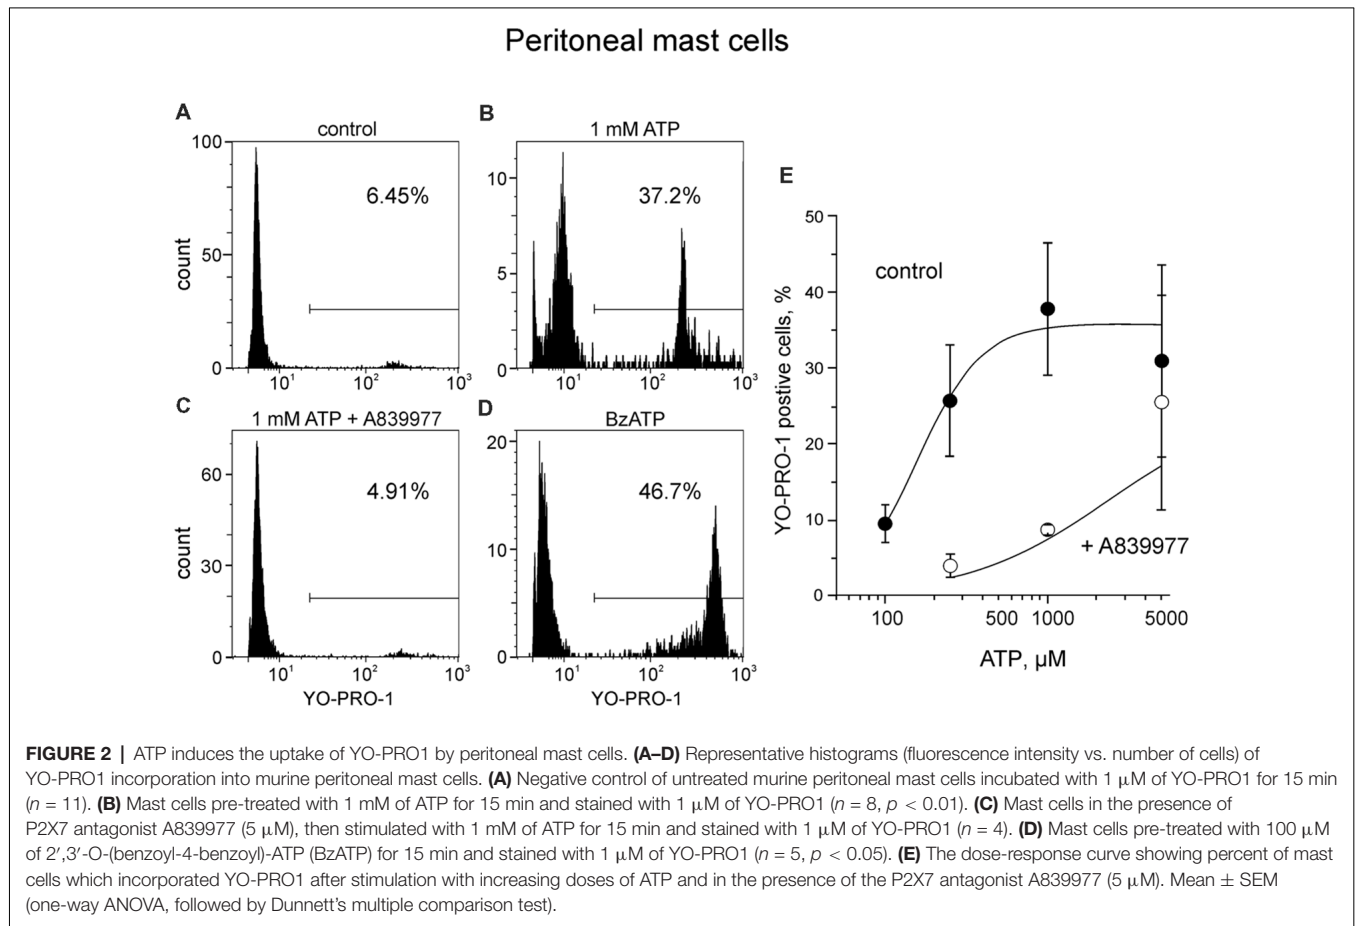 Peritoneal mast cells
A
control
100
50
0
count
6.45%
10¹
10²
10³
B
1 mM ATP
10
5
0
37.2%
10¹
10²
10³
C
1 mM ATP + A839977
60
30
0
count
4.91%
10¹
10²
10³
YO-PRO-1
D
BzATP
20
10
0
46.7%
10¹
10²
10³
YO-PRO-1
E
50
40
30
20
10
0
YO-PRO-1 postive cells, %
control
+ A839977
100
500
1000
5000
ATP, µM
FIGURE 2 | ATP induces the uptake of YO-PRO1 by peritoneal mast cells. (A–D) Representative histograms (fluorescence intensity vs. number of cells) of
YO-PRO1 incorporation into murine peritoneal mast cells. (A) Negative control of untreated murine peritoneal mast cells incubated with 1 µM of YO-PRO1 for 15 min
(n = 11). (B) Mast cells pre-treated with 1 mM of ATP for 15 min and stained with 1 µM of YO-PRO1 (n = 8, p < 0.01). (C) Mast cells in the presence of
P2X7 antagonist A839977 (5 µM), then stimulated with 1 mM of ATP for 15 min and stained with 1 µM of YO-PRO1 (n = 4). (D) Mast cells pre-treated with 100 µM
of 2′,3′-O-(benzoyl-4-benzoyl)-ATP (BzATP) for 15 min and stained with 1 µM of YO-PRO1 (n = 5, p < 0.05). (E) The dose-response curve showing percent of mast
cells which incorporated YO-PRO1 after stimulation with increasing doses of ATP and in the presence of the P2X7 antagonist A839977 (5 µM). Mean ± SEM
(one-way ANOVA, followed by Dunnett's multiple comparison test).